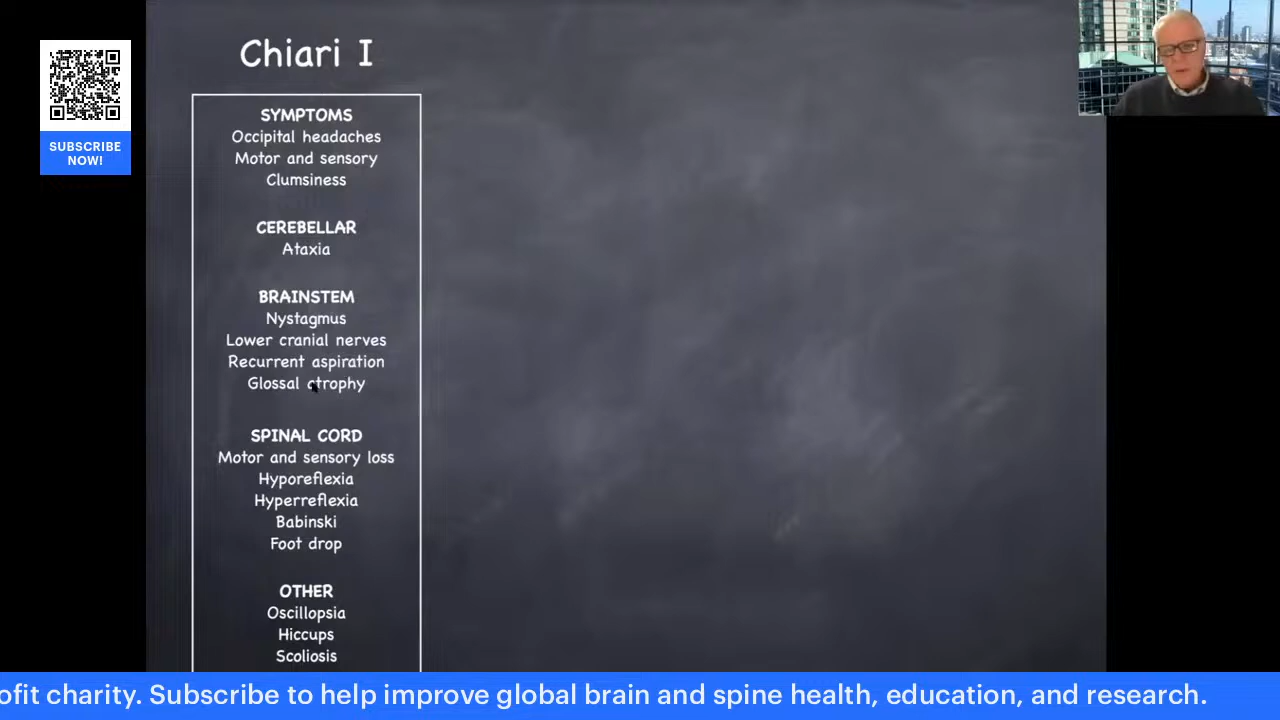 Chiari I
SUBSCRIBE
NOW!
SYMPTOMS
Occipital headaches
Motor and sensory
Clumsiness
CEREBELLAR
Ataxia
BRAINSTEM
Nystagmus
Lower cranial nerves
Recurrent aspiration
Glossal atrophy
SPINAL CORD
Motor and sensory loss
Hyporeflexia
Hyperreflexia
Babinski
Foot drop
OTHER
Oscillopsia
Hiccups
Scoliosis
ofit charity. Subscribe to help improve global brain and spine health, education, and research.